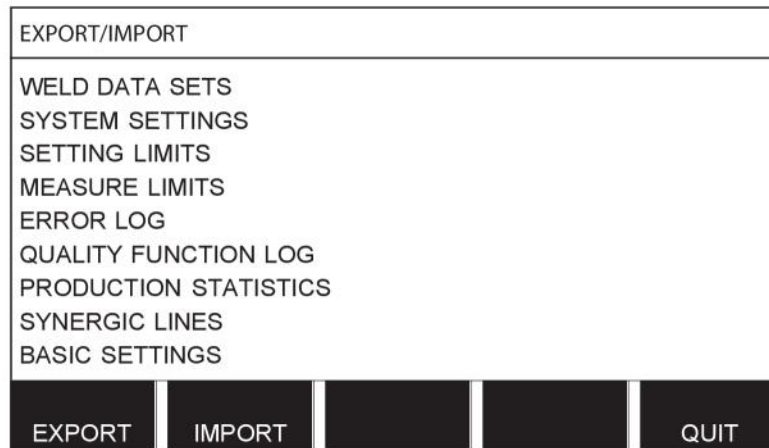 EXPORT/IMPORT
WELD DATA SETS
SYSTEM SETTINGS
SETTING LIMITS
MEASURE LIMITS
ERROR LOG
QUALITY FUNCTION LOG
PRODUCTION STATISTICS
SYNERGIC LINES
BASIC SETTINGS
EXPORT IMPORT QUIT